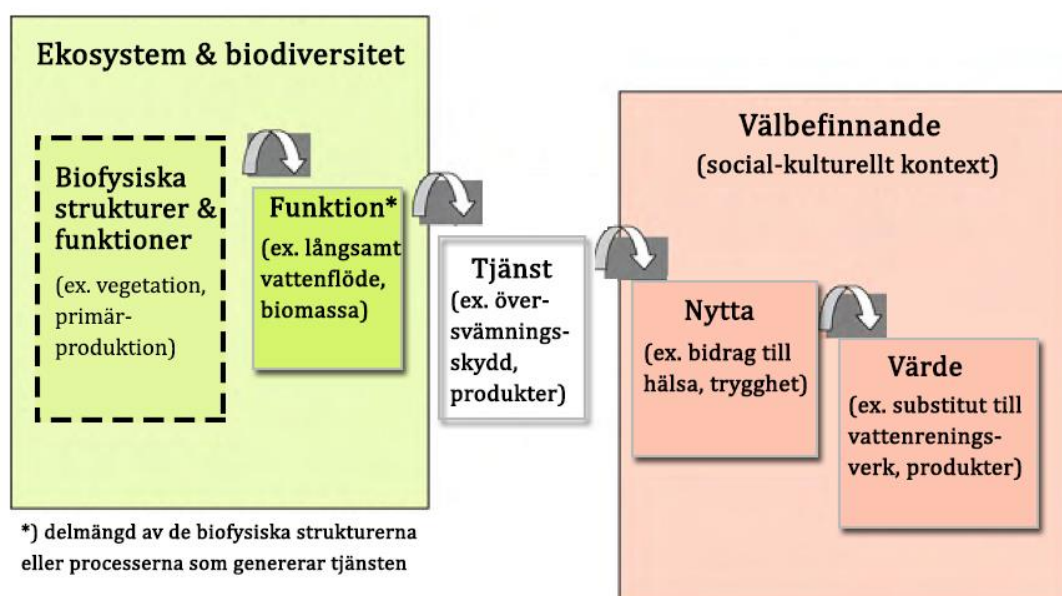 Ekosystem & biodiversitet
Biofysiska
strukturer &
funktioner
(ex. vegetation,
primär-
produktion)
Funktion*
(ex. långsamt
vattenflöde,
biomassa)
Tjänst
(ex. över-
svämnings-
skydd,
produkter)
Välbefinnande
(social-kulturellt kontext)
Nytta
(ex. bidrag till
hälsa, trygghet)
Värde
(ex. substitut till
vattenrenings-
verk, produkter)
*) delmängd av de biofysiska strukturerna
eller processerna som genererar tjänsten